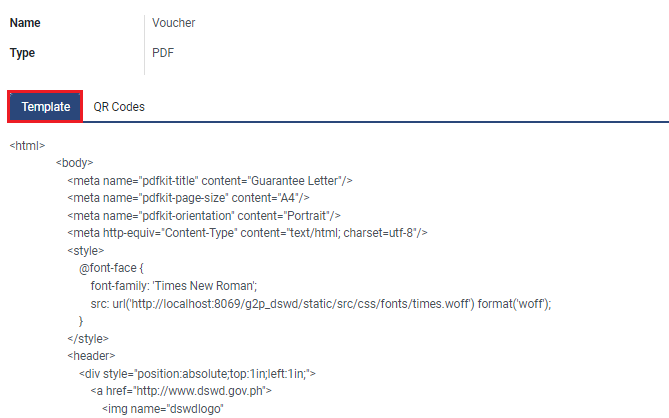 Name Voucher
Type PDF
Template QR Codes
<html>
<body>
<meta name="pdfkit-title" content="Guarantee Letter"/>
<meta name="pdfkit-page-size" content="A4"/>
<meta name="pdfkit-orientation" content="Portrait"/>
<meta http-equiv="Content-Type" content="text/html; charset=utf-8"/>
<style>
@font-face {
font-family: 'Times New Roman';
src: url('http://localhost:8069/g2p_dswd/static/src/css/fonts/times.woff') format('woff');
}
</style>
<header>
<div style="position:absolute;top:1in;left:1in;">
<a href="http://www.dswd.gov.ph">
<img name="dswdlogo"